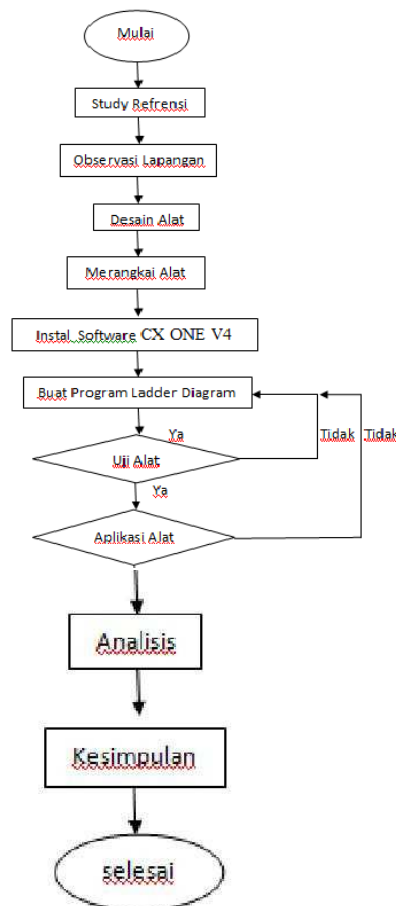 Mulai
Study Refrensi
Observasi Lapangan
Desain Alat
Merangkai Alat
Instal Software CX ONE V4
Buat Program Ladder Diagram
Ya
Tidak Tidak
Uji Alat
Ya
Aplikasi Alat
Analisis
Kesimpulan
selesai